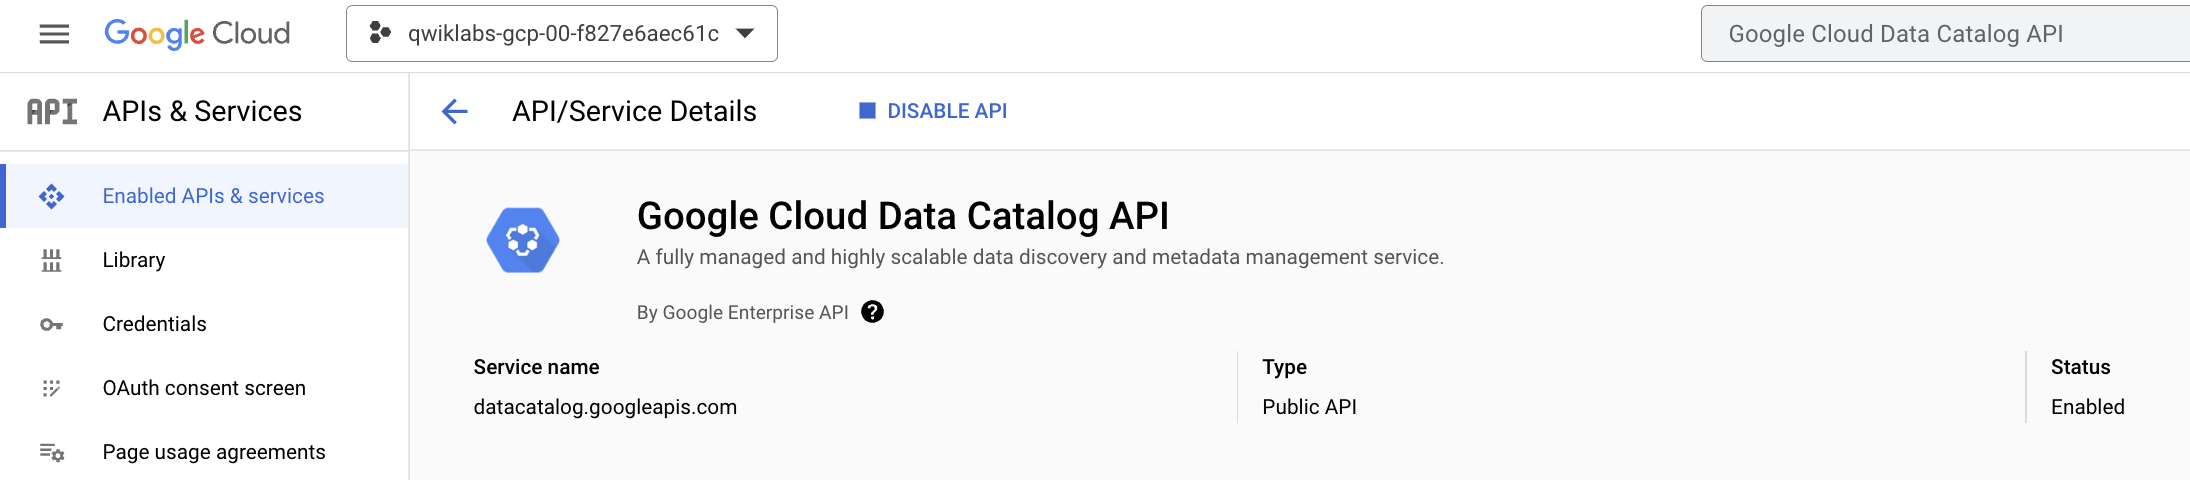 Google Cloud
qwiklabs-gcp-00-f827e6aec61c
Google Cloud Data Catalog API
API
APIs & Services
API/Service Details
DISABLE API
Enabled APIs & services
Library
Credentials
OAuth consent screen
Page usage agreements
Google Cloud Data Catalog API
A fully managed and highly scalable data discovery and metadata management service.
By Google Enterprise API ?
Service name
datacatalog.googleapis.com
Type
Public API
Status
Enabled